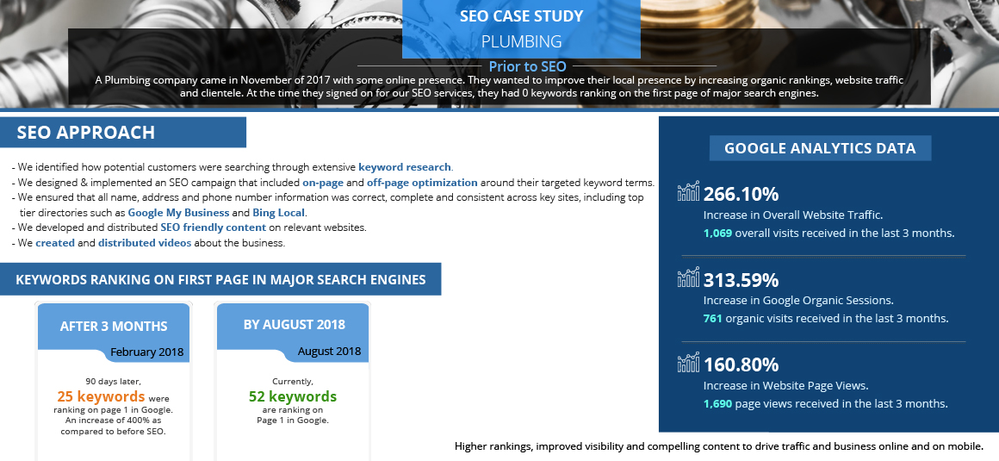 SEO CASE STUDY
PLUMBING
Prior to SEO
A Plumbing company came in November of 2017 with some online presence. They wanted to improve their local presence by increasing organic rankings, website traffic
and clientele. At the time they signed on for our SEO services, they had 0 keywords ranking on the first page of major search engines.
SEO APPROACH
- We identified how potential customers were searching through extensive keyword research.
- We designed & implemented an SEO campaign that included on-page and off-page optimization around their targeted keyword terms.
- We ensured that all name, address and phone number information was correct, complete and consistent across key sites, including top
tier directories such as Google My Business and Bing Local.
- We developed and distributed SEO friendly content on relevant websites.
- We created and distributed videos about the business.
KEYWORDS RANKING ON FIRST PAGE IN MAJOR SEARCH ENGINES
AFTER 3 MONTHS
February 2018
90 days later,
25 keywords were
ranking on page 1 in Google.
An increase of 400% as
compared to before SEO.
BY AUGUST 2018
August 2018
Currently,
52 keywords
are ranking on
Page 1 in Google.
GOOGLE ANALYTICS DATA
266.10%
Increase in Overall Website Traffic.
1,069 overall visits received in the last 3 months.
313.59%
Increase in Google Organic Sessions.
761 organic visits received in the last 3 months.
160.80%
Increase in Website Page Views.
1,690 page views received in the last 3 months.
Higher rankings, improved visibility and compelling content to drive traffic and business online and on mobile.